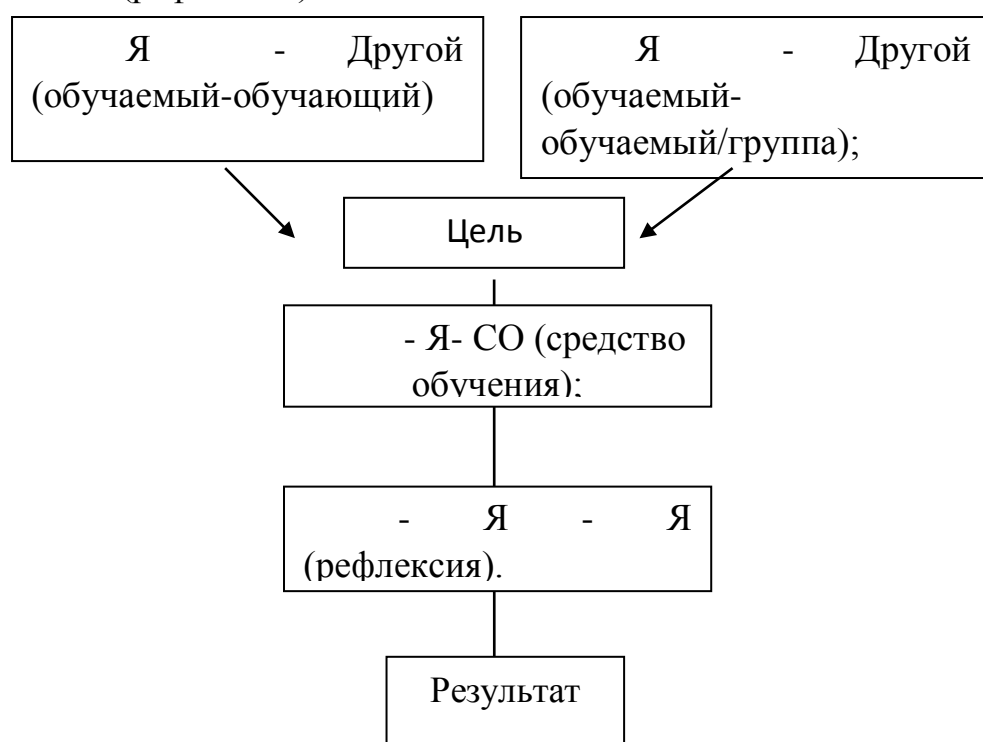 Я - Другой
(обучаемый-обучающий)
Я - Другой
(обучаемый-
обучаемый/группа);
Цель
- Я- СО (средство
обучения);
- Я - Я
(рефлексия).
Результат